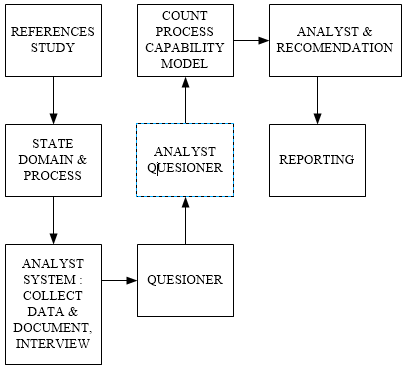 REFERENCES
STUDY
STATE
DOMAIN &
PROCESS
ANALYST
SYSTEM :
COLLECT
DATA &
DOCUMENT,
INTERVIEW
QUESIONER
ANALYST
QUESIONER
COUNT
PROCESS
CAPABILITY
MODEL
ANALYST &
RECOMENDATION
REPORTING